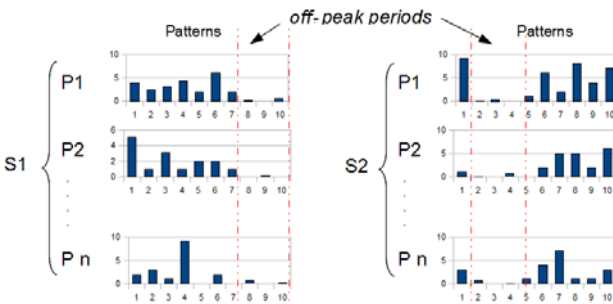 off-peak periods
Patterns Patterns
P1 10 5 0 1 2 3 4 5 6 7 8 9 10
P1 10 5 0 1 2 3 4 5 6 7 8 9 10
S1 P2 6 4 2 0 1 2 3 4 5 6 7 8 9 10
S2 P2 10 5 0 1 2 3 4 5 6 7 8 9 10
P n 10 5 0 1 2 3 4 5 6 7 8 9 10
P n 10 5 0 1 2 3 4 5 6 7 8 9 10